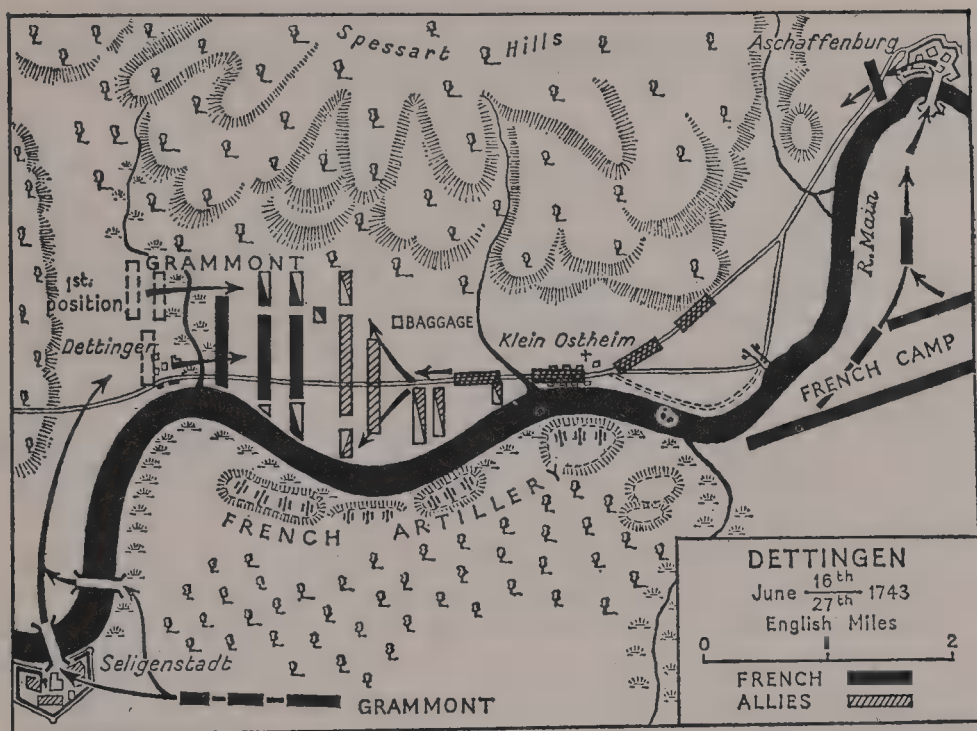 Spessart Hills
Aschaffenburg
GRAMMONT
1st.
position
R. Main
BAGGAGE
Dettingen
Klein Ostheim
FRENCH CAMP
FRENCH ARTILLERY
DETTINGEN
June 16th/27th 1743
English Miles
0 2
Seligenstadt
FRENCH
ALLIES
GRAMMONT